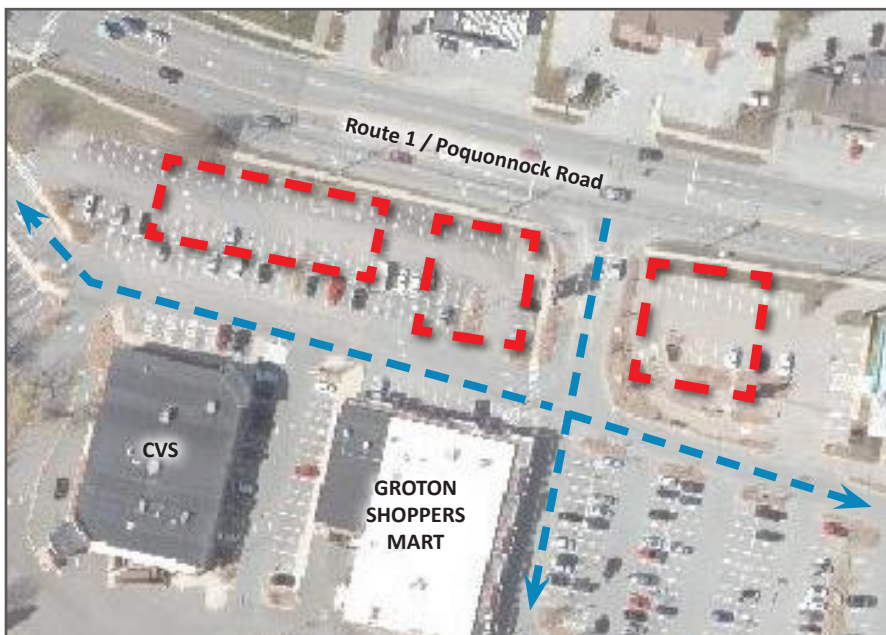 Route 1 / Poquonnock Road
CVS
GROTON
SHOPPERS
MART